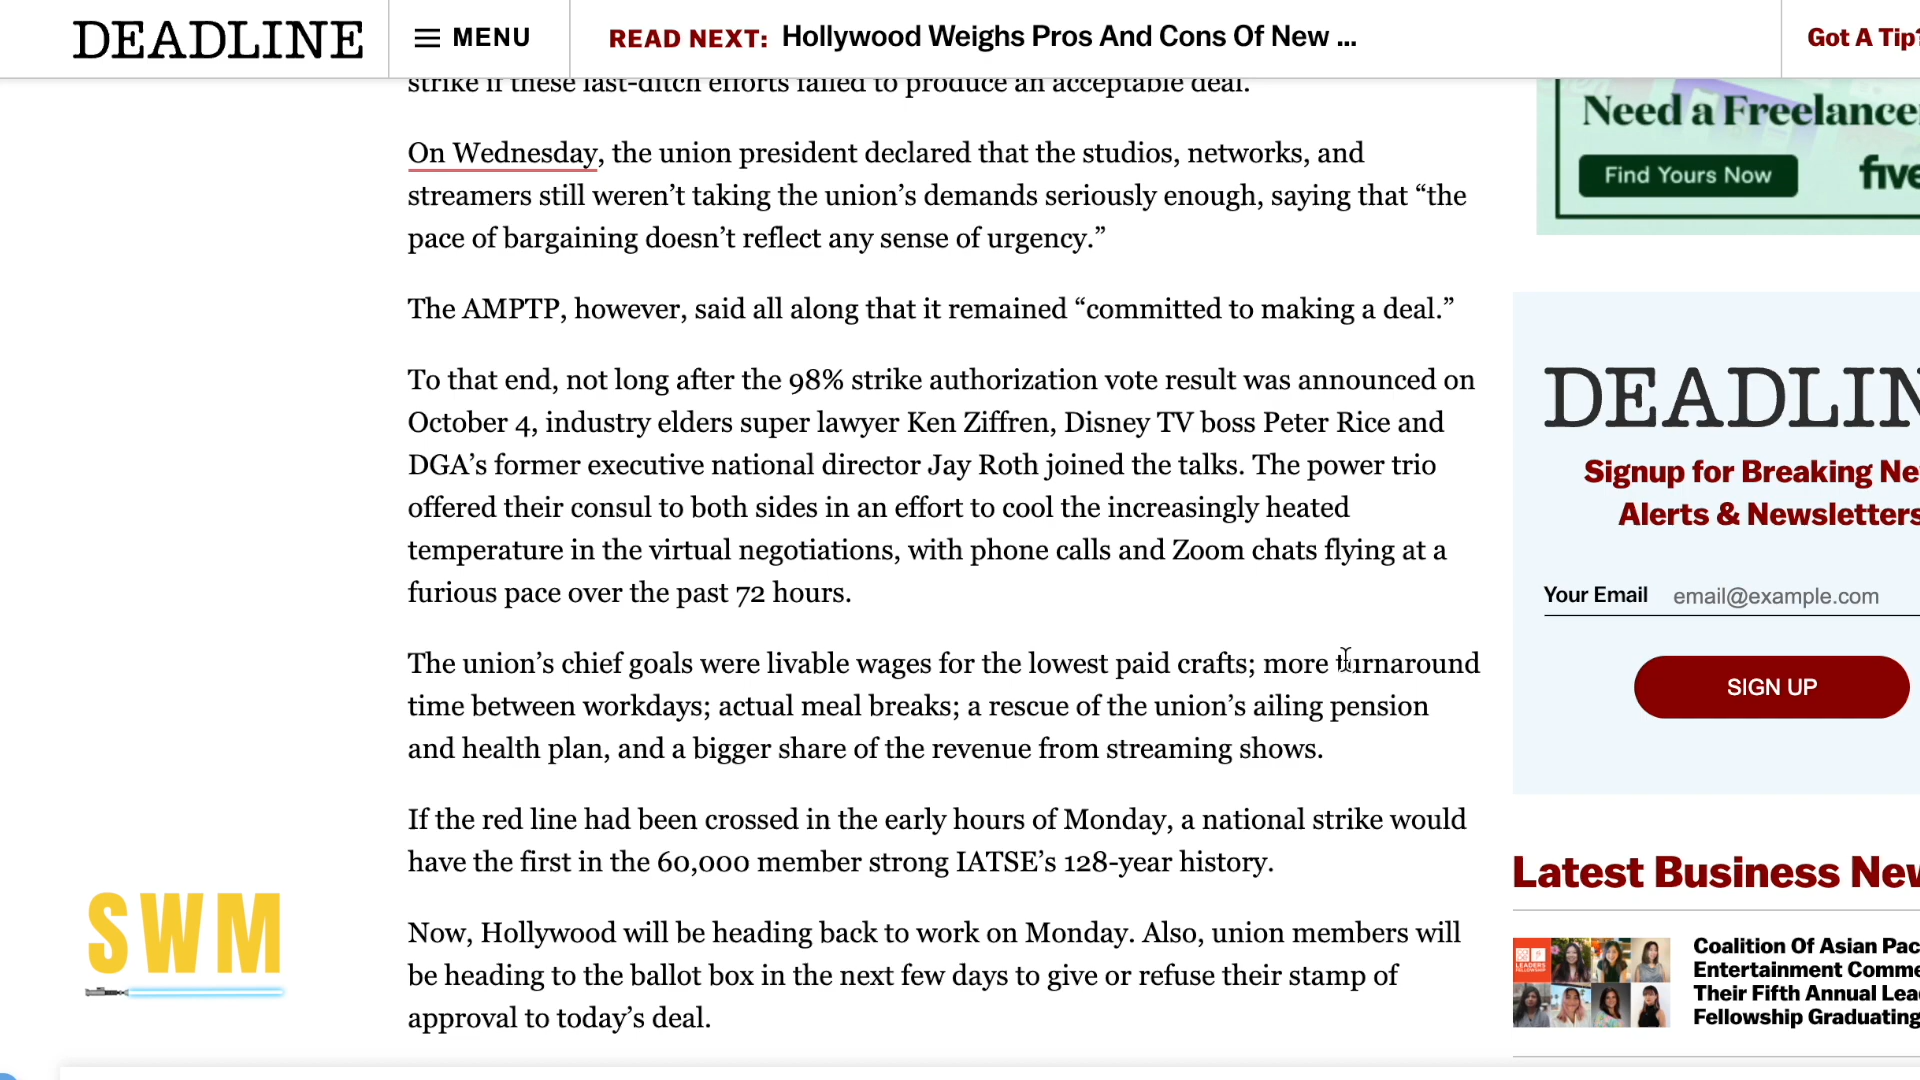 DEADLINE
MENU
READ NEXT: Hollywood Weighs Pros And Cons Of New ...
Got A Tip?
strike if these last-ditch efforts failed to produce an acceptable deal.
On Wednesday, the union president declared that the studios, networks, and
streamers still weren’t taking the union’s demands seriously enough, saying that “the
pace of bargaining doesn’t reflect any sense of urgency.”
The AMPTP, however, said all along that it remained “committed to making a deal.”
To that end, not long after the 98% strike authorization vote result was announced on
October 4, industry elders super lawyer Ken Ziffren, Disney TV boss Peter Rice and
DGA’s former executive national director Jay Roth joined the talks. The power trio
offered their consul to both sides in an effort to cool the increasingly heated
temperature in the virtual negotiations, with phone calls and Zoom chats flying at a
furious pace over the past 72 hours.
The union’s chief goals were livable wages for the lowest paid crafts; more turnaround
time between workdays; actual meal breaks; a rescue of the union’s ailing pension
and health plan, and a bigger share of the revenue from streaming shows.
If the red line had been crossed in the early hours of Monday, a national strike would
have the first in the 60,000 member strong IATSE’s 128-year history.
Now, Hollywood will be heading back to work on Monday. Also, union members will
be heading to the ballot box in the next few days to give or refuse their stamp of
approval to today’s deal.
SWM
Need a Freelancer
Find Yours Now
five
DEADLIN
Signup for Breaking Ne
Alerts & Newsletters
Your Email
email@example.com
SIGN UP
Latest Business New
Coalition Of Asian Pac
Entertainment Comme
Their Fifth Annual Lea
Fellowship Graduating